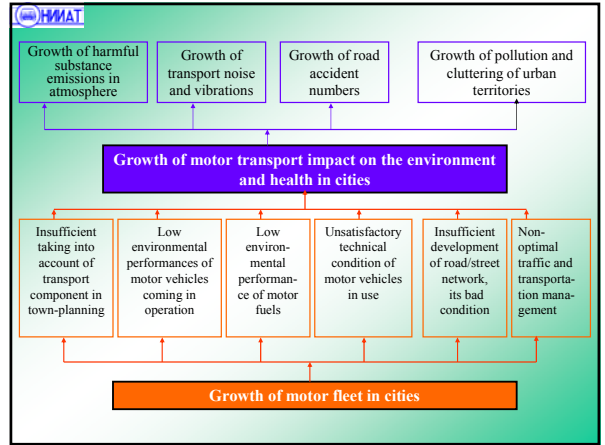 НИИАТ
Growth of harmful
substance
emissions in
atmosphere
Growth of
transport noise
and vibrations
Growth of road
accident
numbers
Growth of pollution and
cluttering of urban
territories
Growth of motor transport impact on the environment
and health in cities
Insufficient
taking into
account of
transport
component in
town-planning
Low
environmental
performances of
motor vehicles
coming in
operation
Low
environ-
mental
performan-
ce of motor
fuels
Unsatisfactory
technical
condition of
motor vehicles
in use
Insufficient
development
of road/street
network,
its bad
condition
Non-
optimal
traffic and
transporta-
tion mana-
gement
Growth of motor fleet in cities